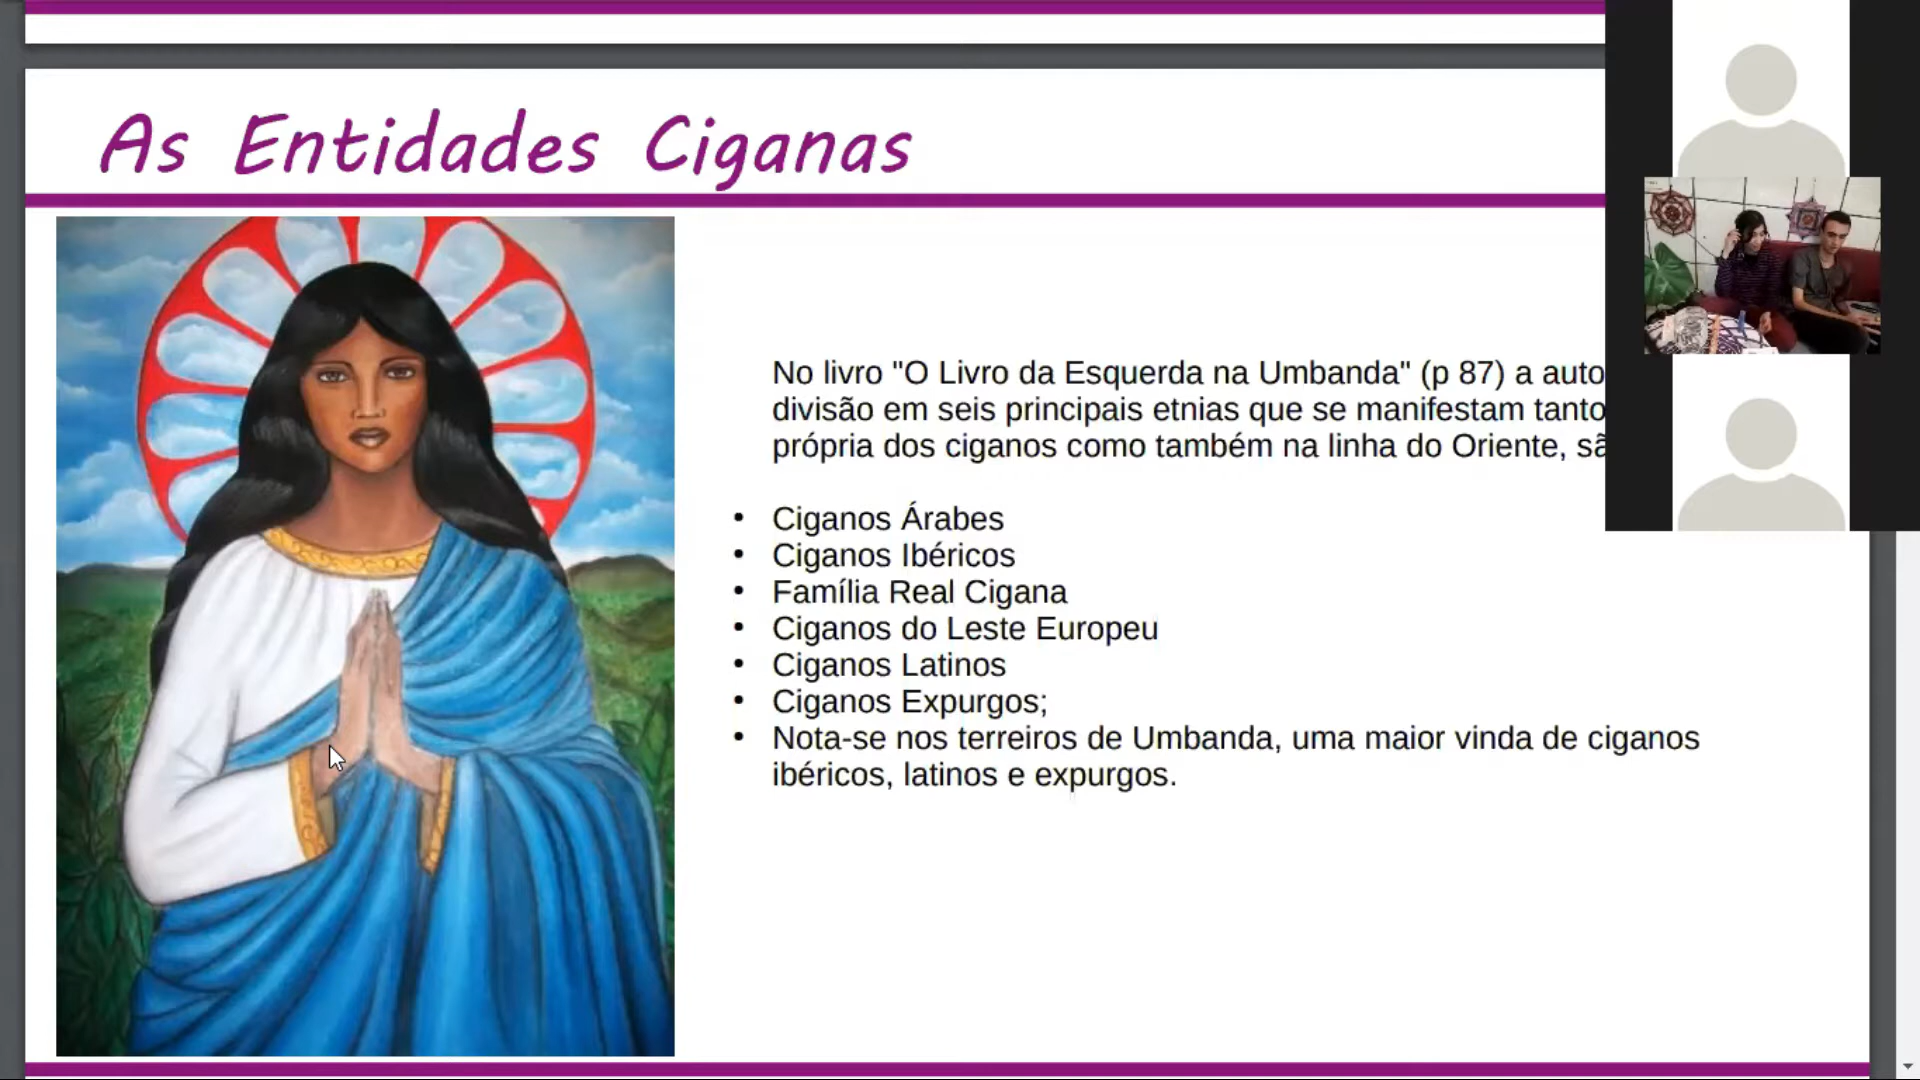 As Entidades Ciganas
No livro "O Livro da Esquerda na Umbanda" (p 87) a
divisão em seis principais etnias que se manifestam tanto
própria dos ciganos como também na linha do Oriente,
• Ciganos Árabes
• Ciganos Ibéricos
• Família Real Cigana
• Ciganos do Leste Europeu
• Ciganos Latinos
• Ciganos Expurgos;
• Nota-se nos terreiros de Umbanda, uma maior vinda de ciganos
ibéricos, latinos e expurgos.